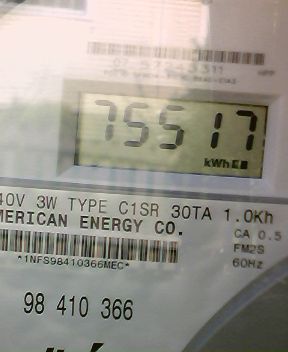 75517
kWh
40V 3W TYPE C1SR 30TA 1.0Kh
MERICAN ENERGY CO.
CA 0.5
FM2S
*1NFS98410366MEC*
60Hz
98 410 366